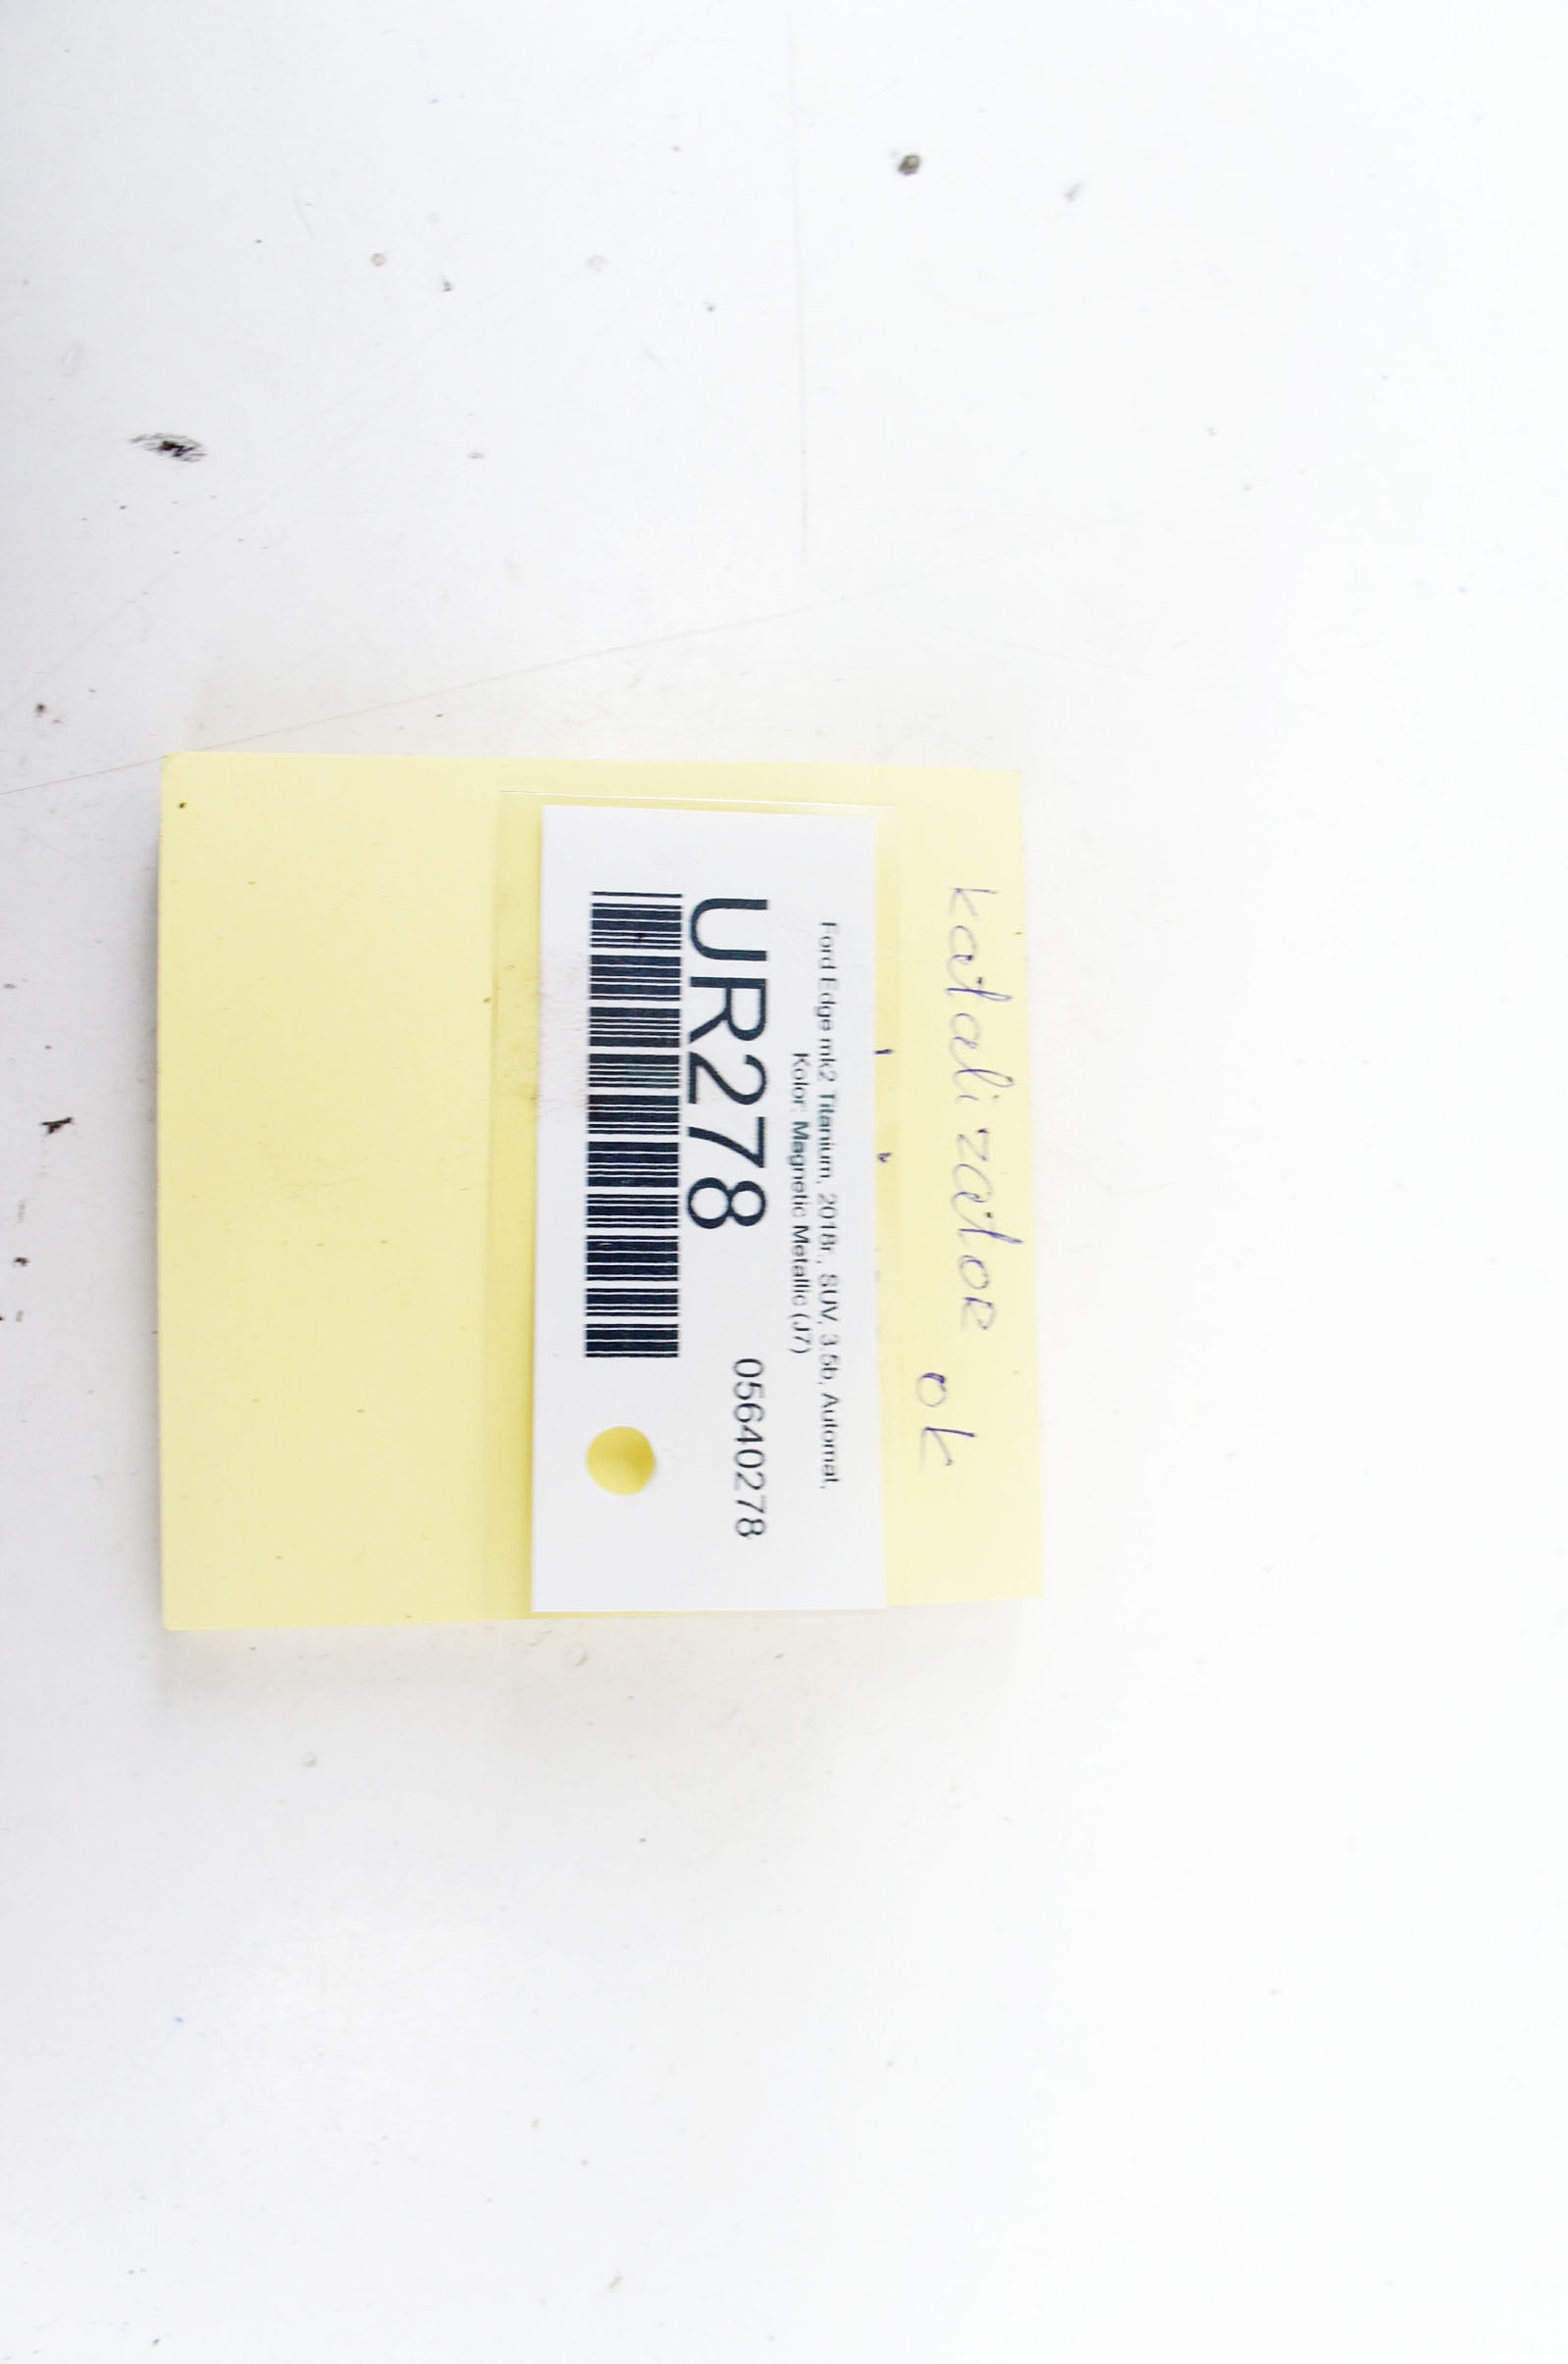 katalizator ok
Ford Edge mk2 Titanium, 2018r., SUV, 3.5b, Automat,
Kolor: Magnetic Metallic (J7)
UR278
05640278